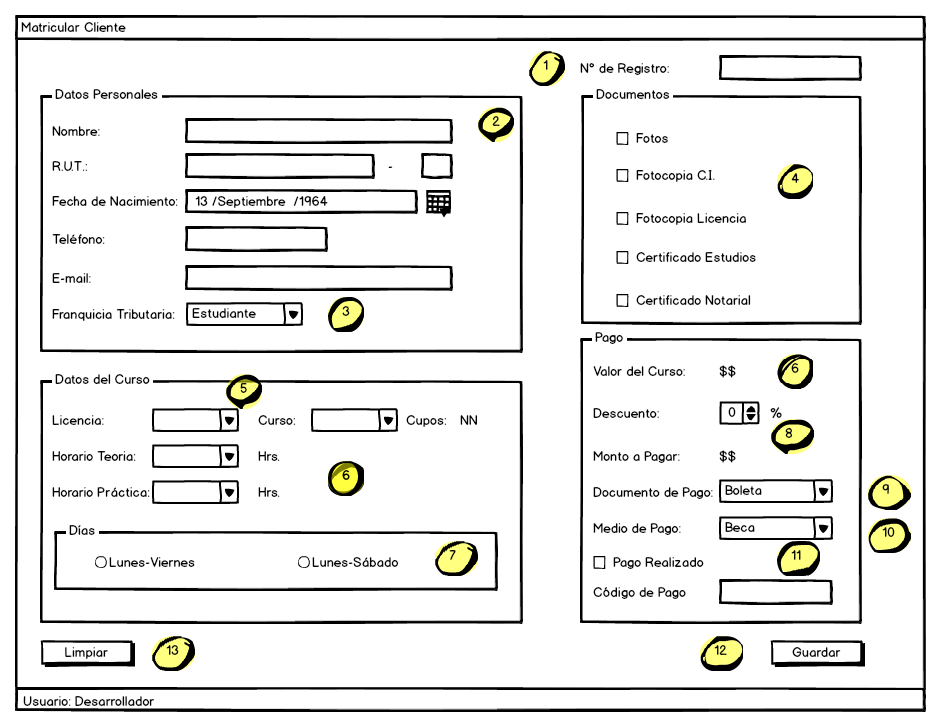 Matricular Cliente
1 N° de Registro:
Datos Personales
2
Nombre:
R.U.T.: -
Fecha de Nacimiento: 13 /Septiembre /1964
Teléfono:
E-mail:
Franquicia Tributaria: Estudiante 3
Documentos
Fotos
Fotocopia C.I. 4
Fotocopia Licencia
Certificado Estudios
Certificado Notarial
Datos del Curso
5
Licencia: Curso: Cupos: NN
Horario Teoria: Hrs.
6
Horario Práctica: Hrs.
Días
Lunes-Viernes Lunes-Sábado 7
Pago
Valor del Curso: $$ 6
Descuento: 0 %
8
Monto a Pagar: $$
Documento de Pago: Boleta 9
Medio de Pago: Beca 10
Pago Realizado 11
Código de Pago
Limpiar 13
12 Guardar
Usuario: Desarrollador